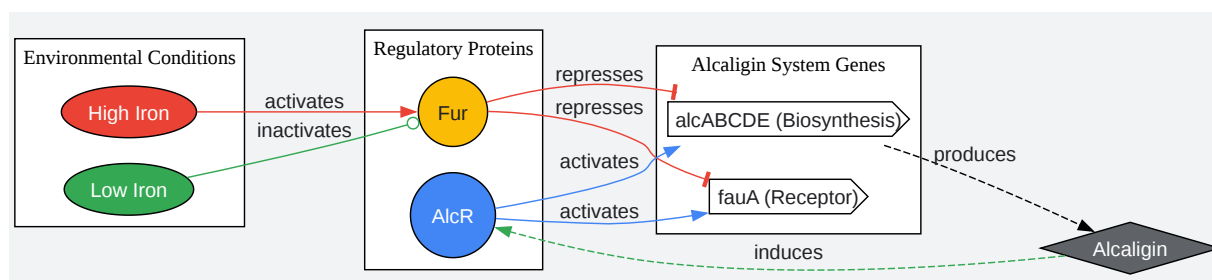 Environmental Conditions
High Iron
Low Iron
activates
inactivates
Regulatory Proteins
Fur
AlcR
represses
represses
activates
activates
Alcaligin System Genes
alcABCDE (Biosynthesis)
fauA (Receptor)
produces
induces
Alcaligin